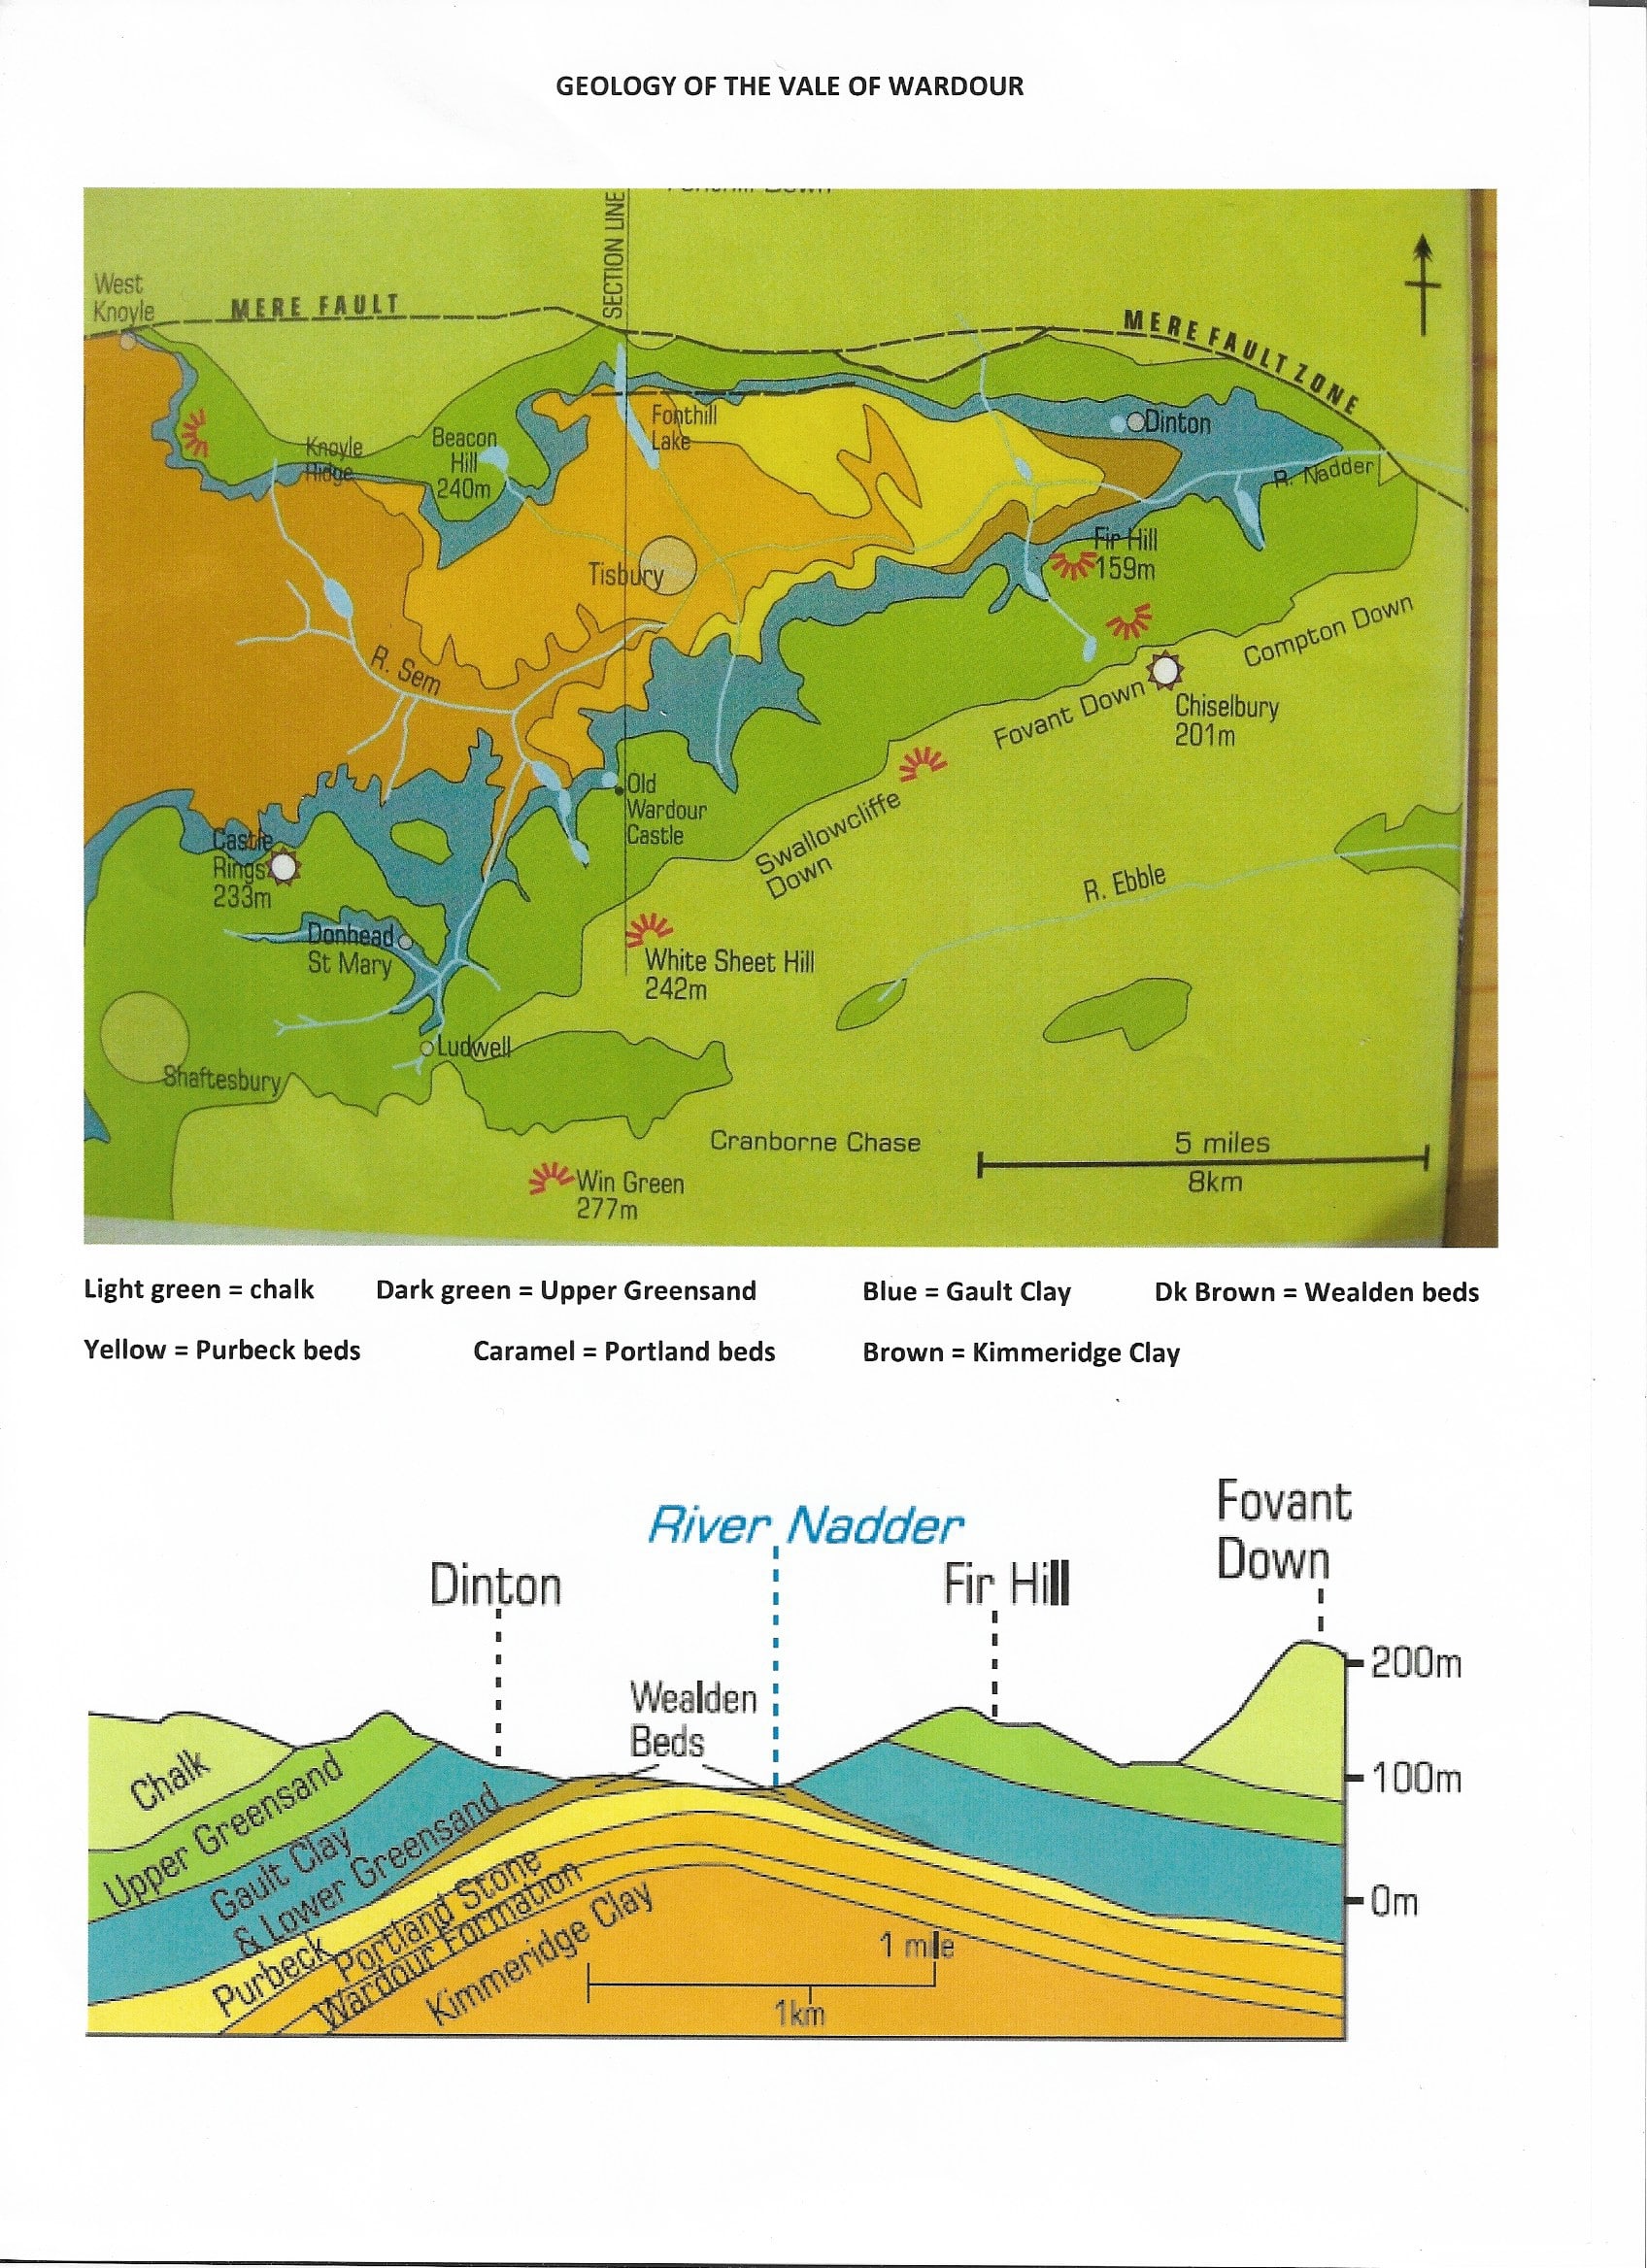 GEOLOGY OF THE VALE OF WARDOUR
SECTION LINE
West
Knoyle
MERE FAULT
MERE FAULT ZONE
Fonthill
Lake
Dinton
Knoyle
Ridge
Beacon
Hill
240m
R. Nadder
Fir Hill
159m
Tisbury
R. Sem
Compton Down
Fovant Down
Chiselbury
201m
Old
Wardour
Castle
Swallowcliffe
Down
R. Ebble
Castle
Rings
233m
Donhead
St Mary
White Sheet Hill
242m
Ludwell
Shaftesbury
Cranborne Chase
5 miles
8km
Win Green
277m
Light green = chalk Dark green = Upper Greensand Blue = Gault Clay Dk Brown = Wealden beds
Yellow = Purbeck beds Caramel = Portland beds Brown = Kimmeridge Clay
Fovant
Down
River Nadder
Dinton
Fir Hill
200m
Wealden
Beds
Chalk
100m
Upper Greensand
Gault Clay
& Lower Greensand
0m
Purbeck
Portland Stone
Wardour Formation
Kimmeridge Clay
1 mile
1km